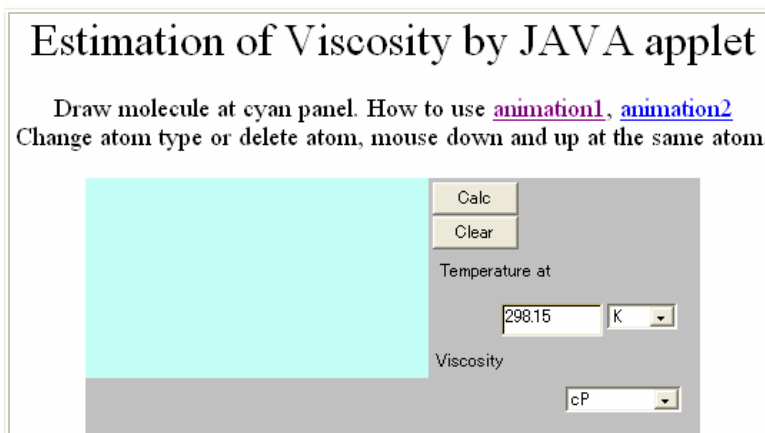 Estimation of Viscosity by JAVA applet
Draw molecule at cyan panel. How to use animation1, animation2
Change atom type or delete atom, mouse down and up at the same atom.
Calc
Clear
Temperature at
298.15 K
Viscosity
cP